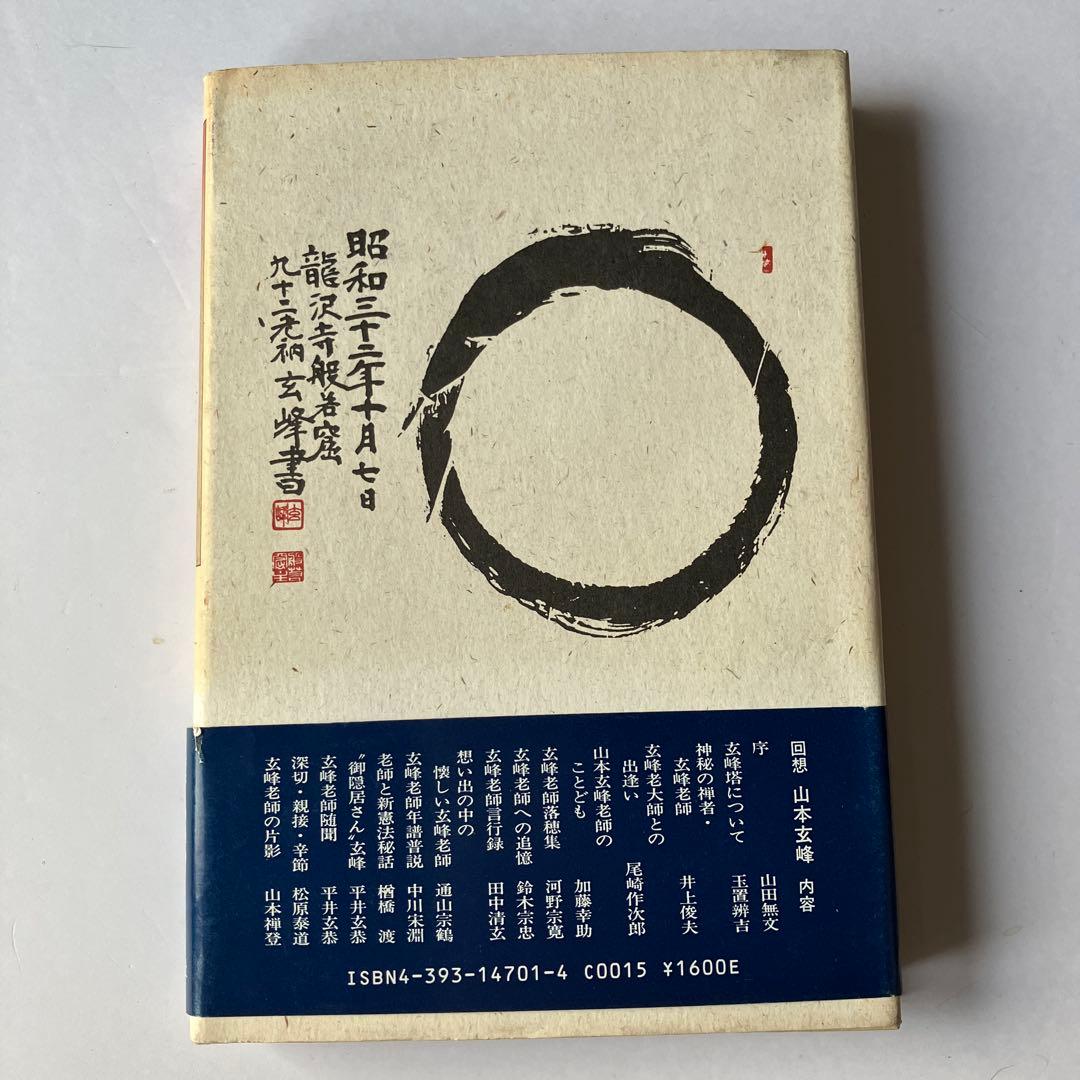 昭和三十二年十月七日
龍沢寺般若窟
九十二老衲玄峰書
回想 山本玄峰 内容
序 山田無文
玄峰塔について 玉置辨吉
神秘の禅者・
玄峰老師 井上俊夫
玄峰老大師との
出逢い 尾崎作次郎
山本玄峰老師の
ことども 加藤幸助
玄峰老師落穂集 河野宗寛
玄峰老師への追憶 鈴木宗忠
玄峰老師言行録 田中清玄
想い出の中の
懐しい玄峰老師 通山宗鶴
玄峰老師年譜普説 中川宋淵
老師と新憲法秘話 楢橋 渡
〝御隠居さん〟玄峰 平井玄恭
玄峰老師随聞 平井玄恭
深切・親接・辛節 松原泰道
玄峰老師の片影 山本禅登
ISBN4-393-14701-4 C0015 ¥1600E